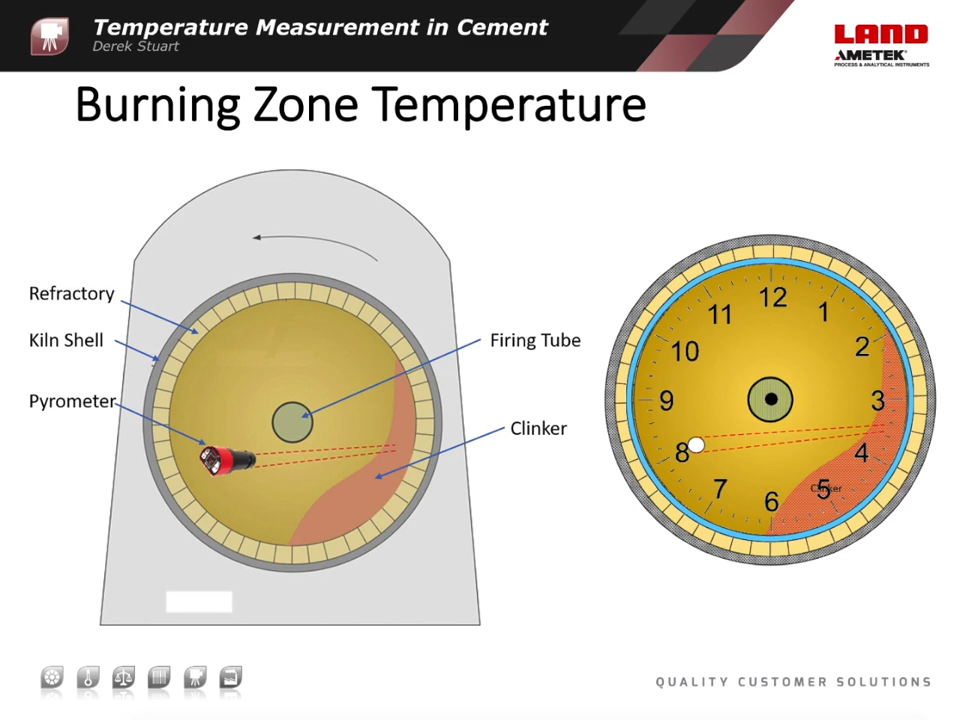 Temperature Measurement in Cement
Derek Stuart
LAND
AMETEK®
PROCESS & ANALYTICAL INSTRUMENTS
Burning Zone Temperature
Refractory
Kiln Shell
Pyrometer
Firing Tube
Clinker
12
1
2
3
4
5
6
7
8
9
10
11
Clinker
QUALITY CUSTOMER SOLUTIONS